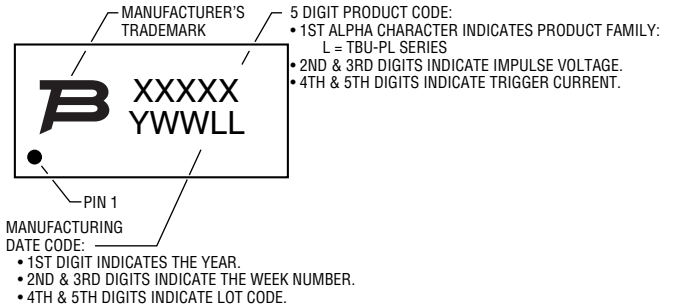 MANUFACTURER'S
TRADEMARK
5 DIGIT PRODUCT CODE:
• 1ST ALPHA CHARACTER INDICATES PRODUCT FAMILY:
L = TBU-PL SERIES
• 2ND & 3RD DIGITS INDICATE IMPULSE VOLTAGE.
• 4TH & 5TH DIGITS INDICATE TRIGGER CURRENT.
XXXXX
YWWLL
PIN 1
MANUFACTURING
DATE CODE:
• 1ST DIGIT INDICATES THE YEAR.
• 2ND & 3RD DIGITS INDICATE THE WEEK NUMBER.
• 4TH & 5TH DIGITS INDICATE LOT CODE.